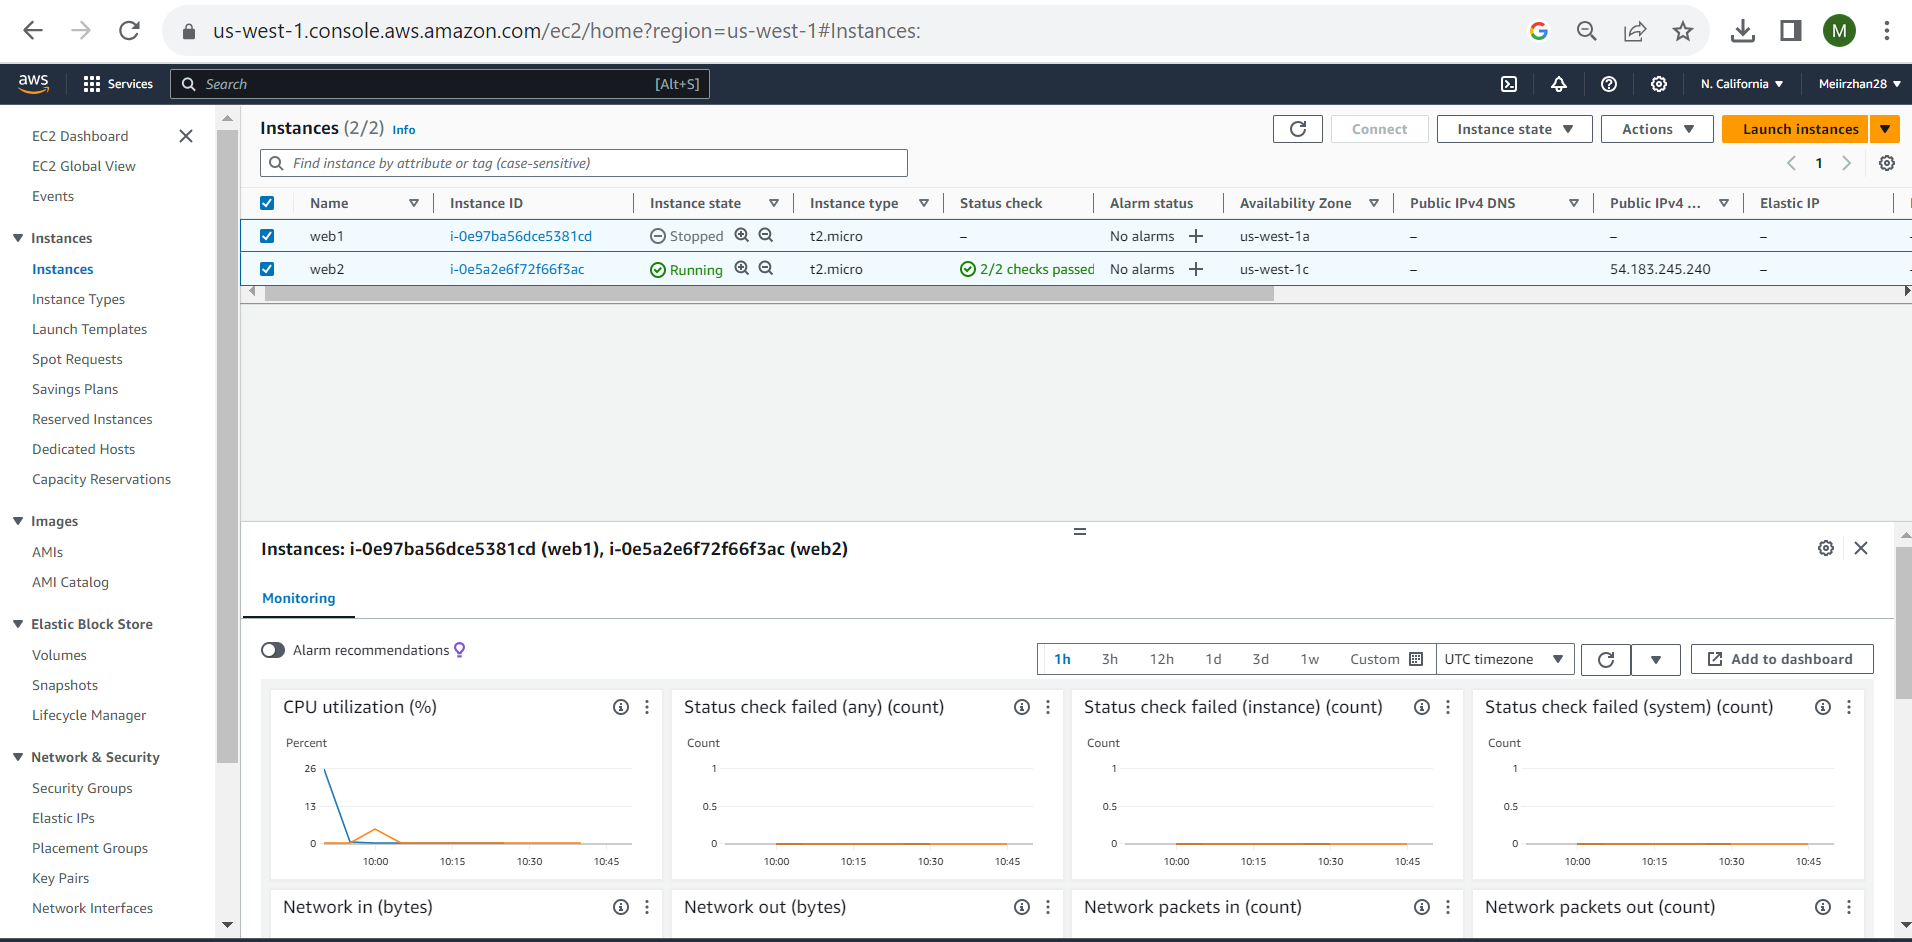 us-west-1.console.aws.amazon.com/ec2/home?region=us-west-1#Instances:
M
aws Services Search [Alt+S] N. California Meiirzhan28
EC2 Dashboard
EC2 Global View
Events
Instances
Instances
Instance Types
Launch Templates
Spot Requests
Savings Plans
Reserved Instances
Dedicated Hosts
Capacity Reservations
Images
AMIs
AMI Catalog
Elastic Block Store
Volumes
Snapshots
Lifecycle Manager
Network & Security
Security Groups
Elastic IPs
Placement Groups
Key Pairs
Network Interfaces
Instances (2/2) Info Connect Instance state Actions Launch instances
Find instance by attribute or tag (case-sensitive) 1
Name Instance ID Instance state Instance type Status check Alarm status Availability Zone Public IPv4 DNS Public IPv4 ... Elastic IP
web1 i-0e97ba56dce5381cd Stopped t2.micro – No alarms us-west-1a – – –
web2 i-0e5a2e6f72f66f3ac Running t2.micro 2/2 checks passed No alarms us-west-1c – 54.183.245.240 –
Instances: i-0e97ba56dce5381cd (web1), i-0e5a2e6f72f66f3ac (web2)
Monitoring
Alarm recommendations 1h 3h 12h 1d 3d 1w Custom UTC timezone Add to dashboard
CPU utilization (%)
Percent
26
13
0
10:00 10:15 10:30 10:45
Status check failed (any) (count)
Count
1
0.5
0
10:00 10:15 10:30 10:45
Status check failed (instance) (count)
Count
1
0.5
0
10:00 10:15 10:30 10:45
Status check failed (system) (count)
Count
1
0.5
0
10:00 10:15 10:30 10:45
Network in (bytes)
Network out (bytes)
Network packets in (count)
Network packets out (count)